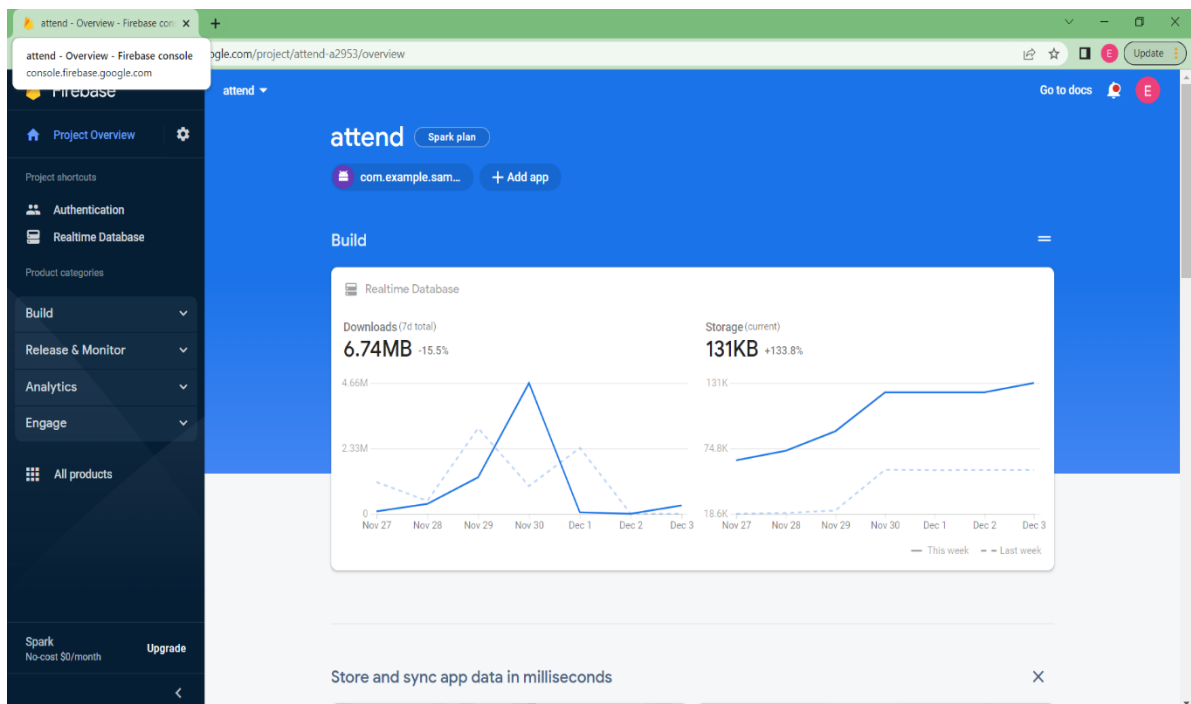 attend - Overview - Firebase con
Update
attend - Overview - Firebase console
console.firebase.google.com
ogle.com/project/attend-a2953/overview
E
Firebase
attend
Go to docs
E
Project Overview
attend
Spark plan
Project shortcuts
com.example.sam...
+ Add app
Authentication
Realtime Database
Build
Product categories
Build
Release & Monitor
Analytics
Engage
All products
Realtime Database
Downloads (7d total)
6.74MB -15.5%
4.66M
2.33M
0
Nov 27 Nov 28 Nov 29 Nov 30 Dec 1 Dec 2 Dec 3
Storage (current)
131KB +133.8%
131K
74.8K
18.6K
Nov 27 Nov 28 Nov 29 Nov 30 Dec 1 Dec 2 Dec 3
This week Last week
Spark
No-cost $0/month
Upgrade
Store and sync app data in milliseconds